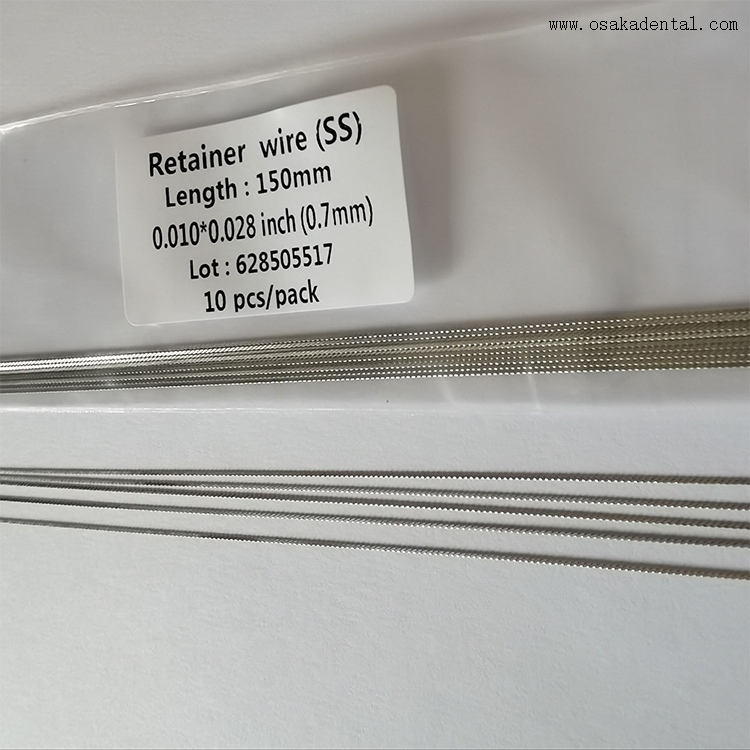 www.osakadental.com
Retainer wire (SS)
Length : 150mm
0.010*0.028 inch (0.7mm)
Lot : 628505517
10 pcs/pack